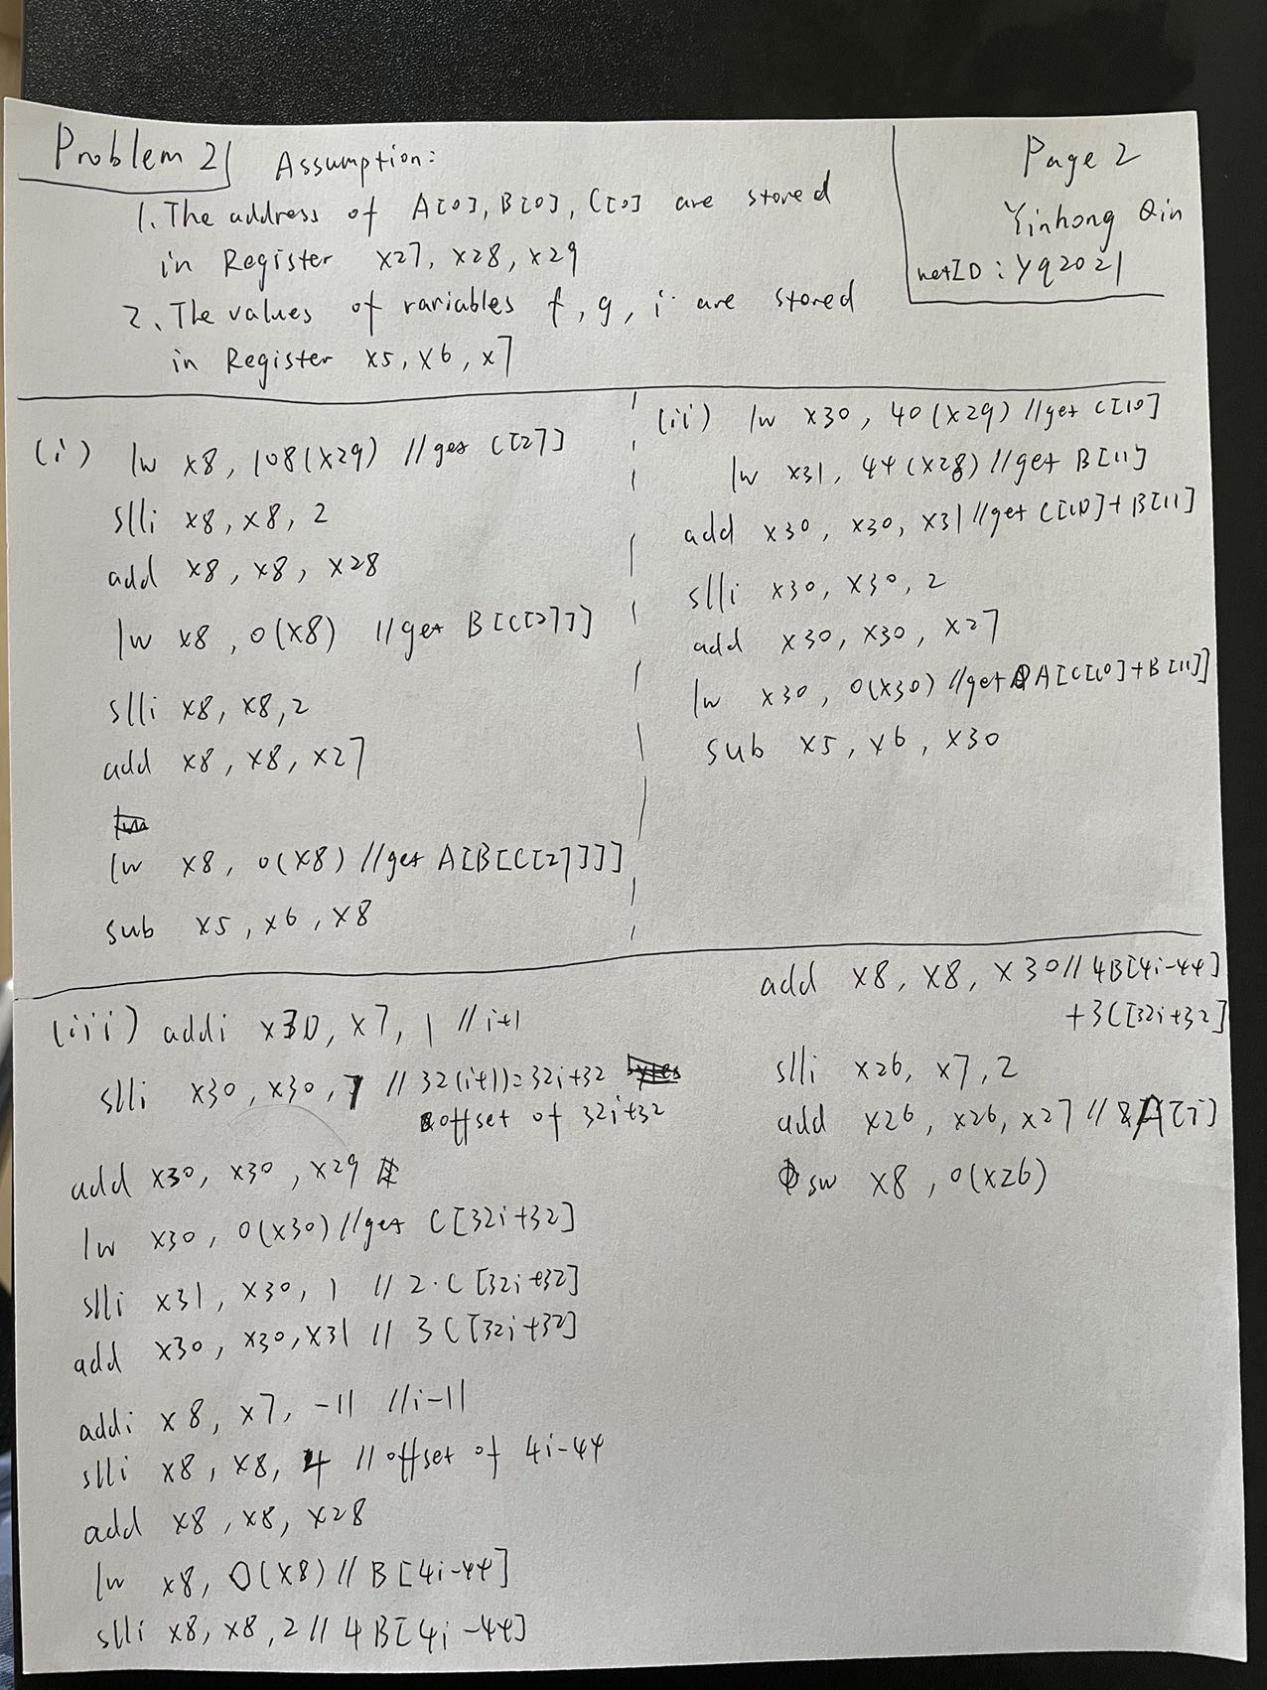 Problem 2
Assumption:
1. The address of A[0], B[0], C[0] are stored
in Register x27, x28, x29
2. The values of variables f, g, i are stored
in Register x5, x6, x7
Page 2
Yinhong Qin
netID: yq2021
(i) lw x8, 108(x29) //get C[27]
slli x8, x8, 2
add x8, x8, x28
lw x8, 0(x8) //get B[C[27]]
slli x8, x8, 2
add x8, x8, x27
lw x8, 0(x8) //get A[B[C[27]]]
sub x5, x6, x8
(ii) lw x30, 40(x29) //get C[10]
lw x31, 44(x28) //get B[11]
add x30, x30, x31 //get C[10]+B[11]
slli x30, x30, 2
add x30, x30, x27
lw x30, 0(x30) //get A[C[10]+B[11]]
sub x5, x6, x30
(iii) addi x30, x7, 1 //i+1
slli x30, x30, 7 // 32(i+1)=32i+32
offset of 32i+32
add x30, x30, x29
lw x30, 0(x30) //get C[32i+32]
slli x31, x30, 1 // 2·C[32i+32]
add x30, x30, x31 // 3C[32i+32]
addi x8, x7, -11 //i-11
slli x8, x8, 4 // offset of 4i-44
add x8, x8, x28
lw x8, 0(x8) // B[4i-44]
slli x8, x8, 2 // 4B[4i-44]
add x8, x8, x30 // 4B[4i-44]
+3C[32i+32]
slli x26, x7, 2
add x26, x26, x27 // &A[i]
sw x8, 0(x26)